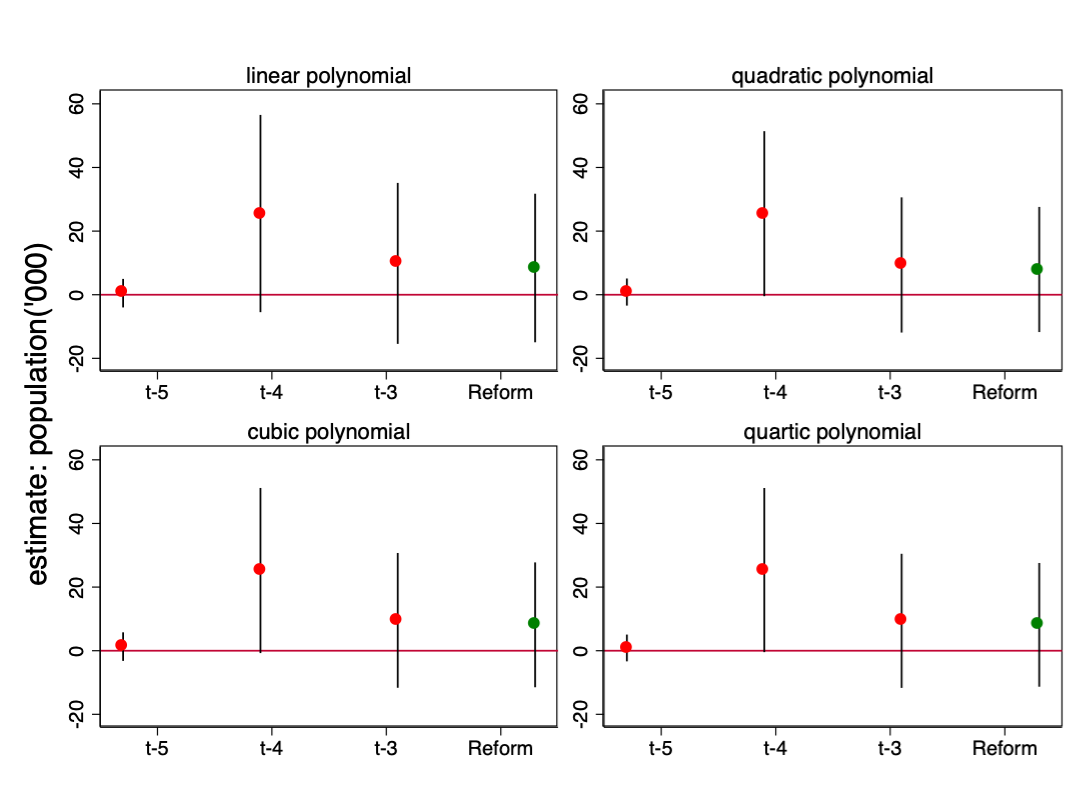 estimate: population('000)
linear polynomial
60
40
20
0
-20
t-5 t-4 t-3 Reform
quadratic polynomial
60
40
20
0
-20
t-5 t-4 t-3 Reform
cubic polynomial
60
40
20
0
-20
t-5 t-4 t-3 Reform
quartic polynomial
60
40
20
0
-20
t-5 t-4 t-3 Reform